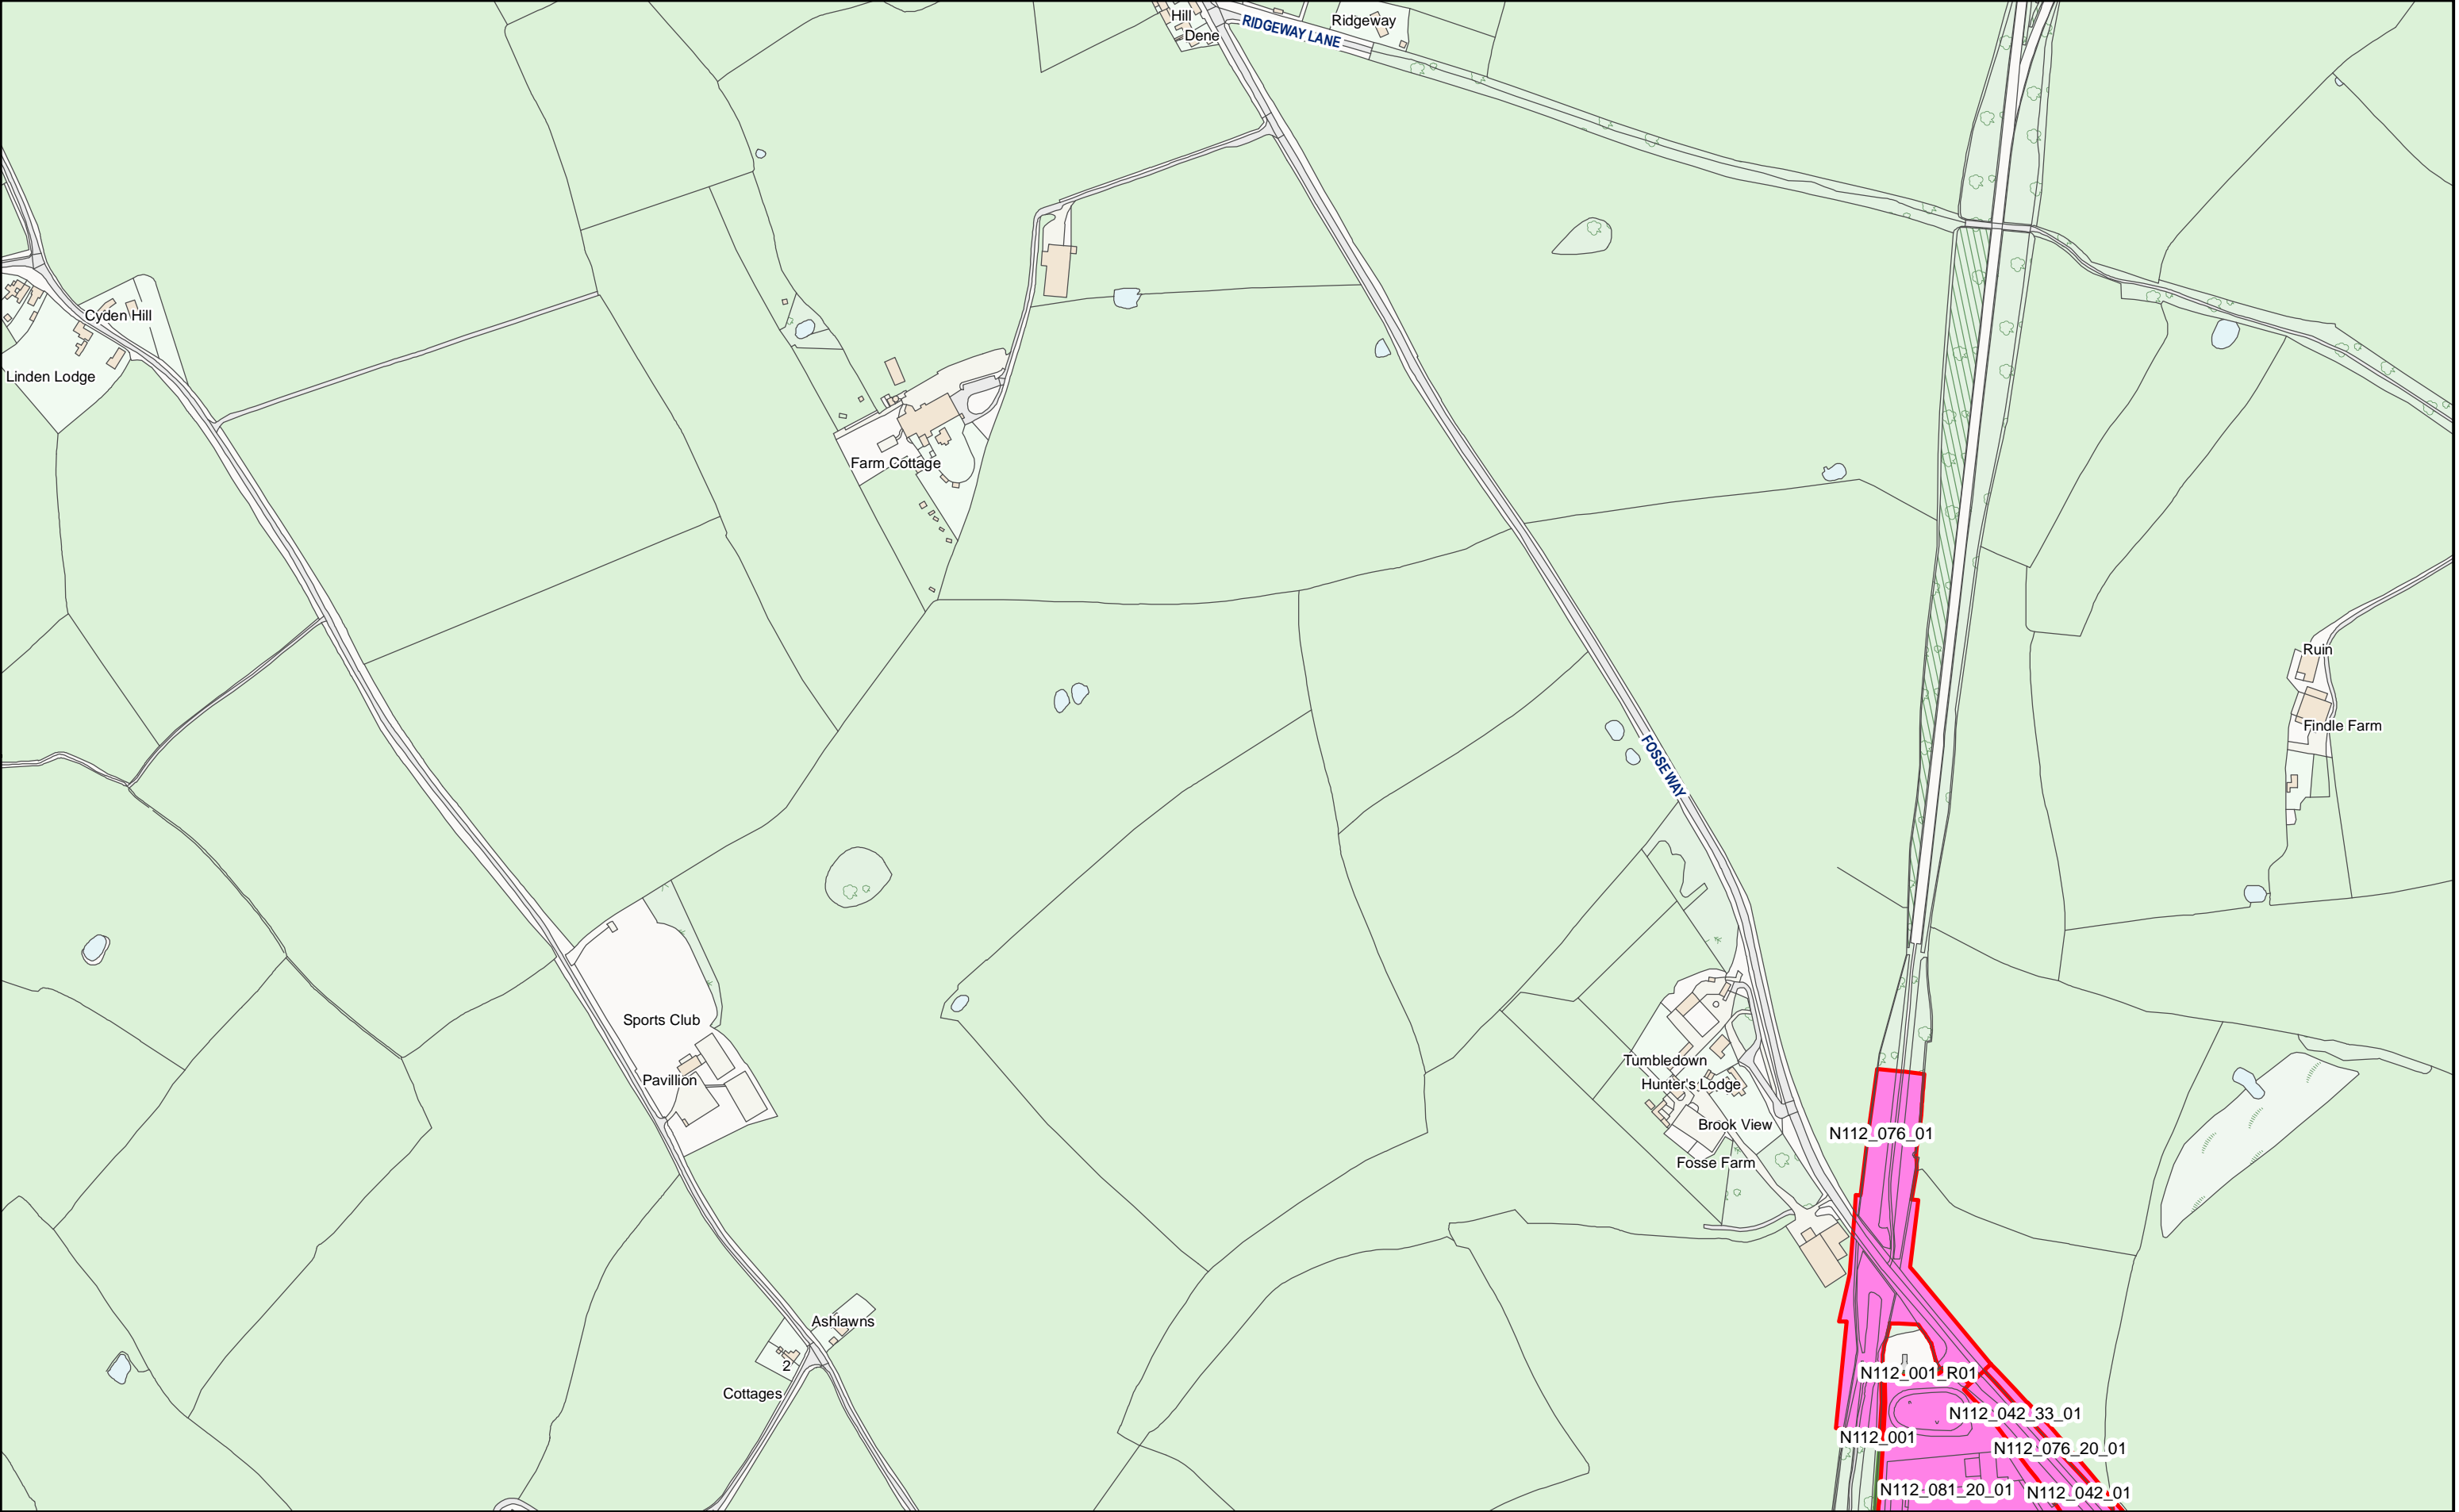 Hill
Dene
RIDGEWAY LANE
Ridgeway
Cyden Hill
Linden Lodge
Farm Cottage
Ruin
Findle Farm
FOSSE WAY
Sports Club
Pavillion
Tumbledown
Hunter's Lodge
Brook View
Fosse Farm
N112_076_01
Ashlawns
2
Cottages
N112_001_R01
N112_042_33_01
N112_001
N112_076_20_01
N112_081_20_01
N112_042_01